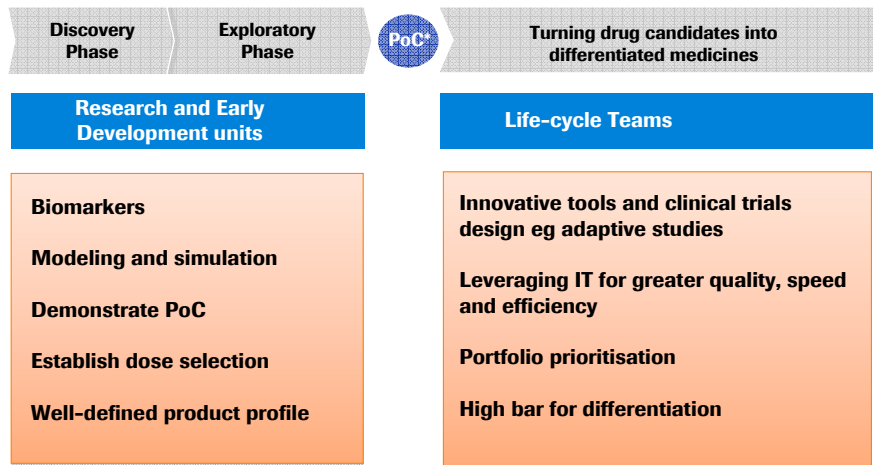 Discovery
Phase
Exploratory
Phase
PoC*
Turning drug candidates into
differentiated medicines
Research and Early
Development units
Life-cycle Teams
Biomarkers
Modeling and simulation
Demonstrate PoC
Establish dose selection
Well-defined product profile
Innovative tools and clinical trials
design eg adaptive studies
Leveraging IT for greater quality, speed
and efficiency
Portfolio prioritisation
High bar for differentiation